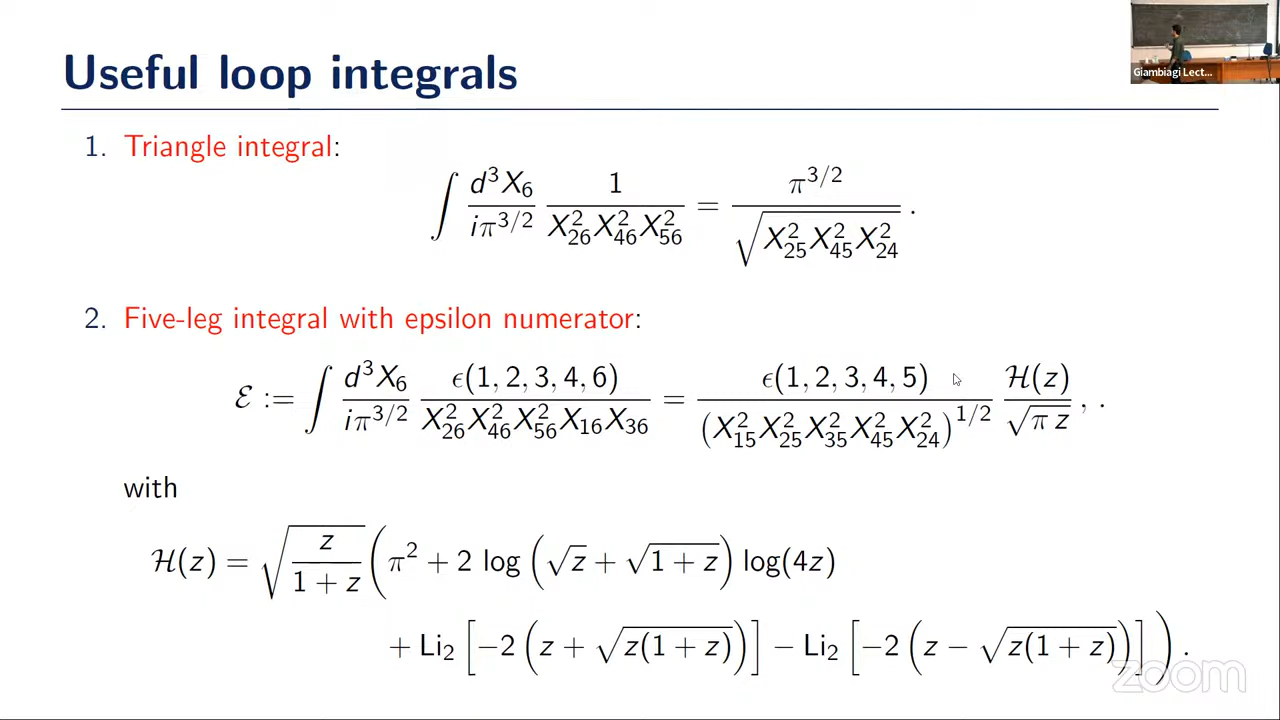 Useful loop integrals
Giambiagi Lect...
1. Triangle integral:
∫ d³X₆/(iπ^{3/2}) 1/(X²₂₆X²₄₆X²₅₆) = π^{3/2}/√(X²₂₅X²₄₅X²₂₄) .
2. Five-leg integral with epsilon numerator:
ℰ := ∫ d³X₆/(iπ^{3/2}) ϵ(1,2,3,4,6)/(X²₂₆X²₄₆X²₅₆X₁₆X₃₆) = ϵ(1,2,3,4,5)/(X²₁₅X²₂₅X²₃₅X²₄₅X²₂₄)^{1/2} ℋ(z)/(√π z) , .
with
ℋ(z) = √(z/(1+z)) (π² + 2 log (√z + √(1+z)) log(4z)
+ Li₂ [−2 (z + √(z(1+z)))] − Li₂ [−2 (z − √(z(1+z)))] ) .
zoom